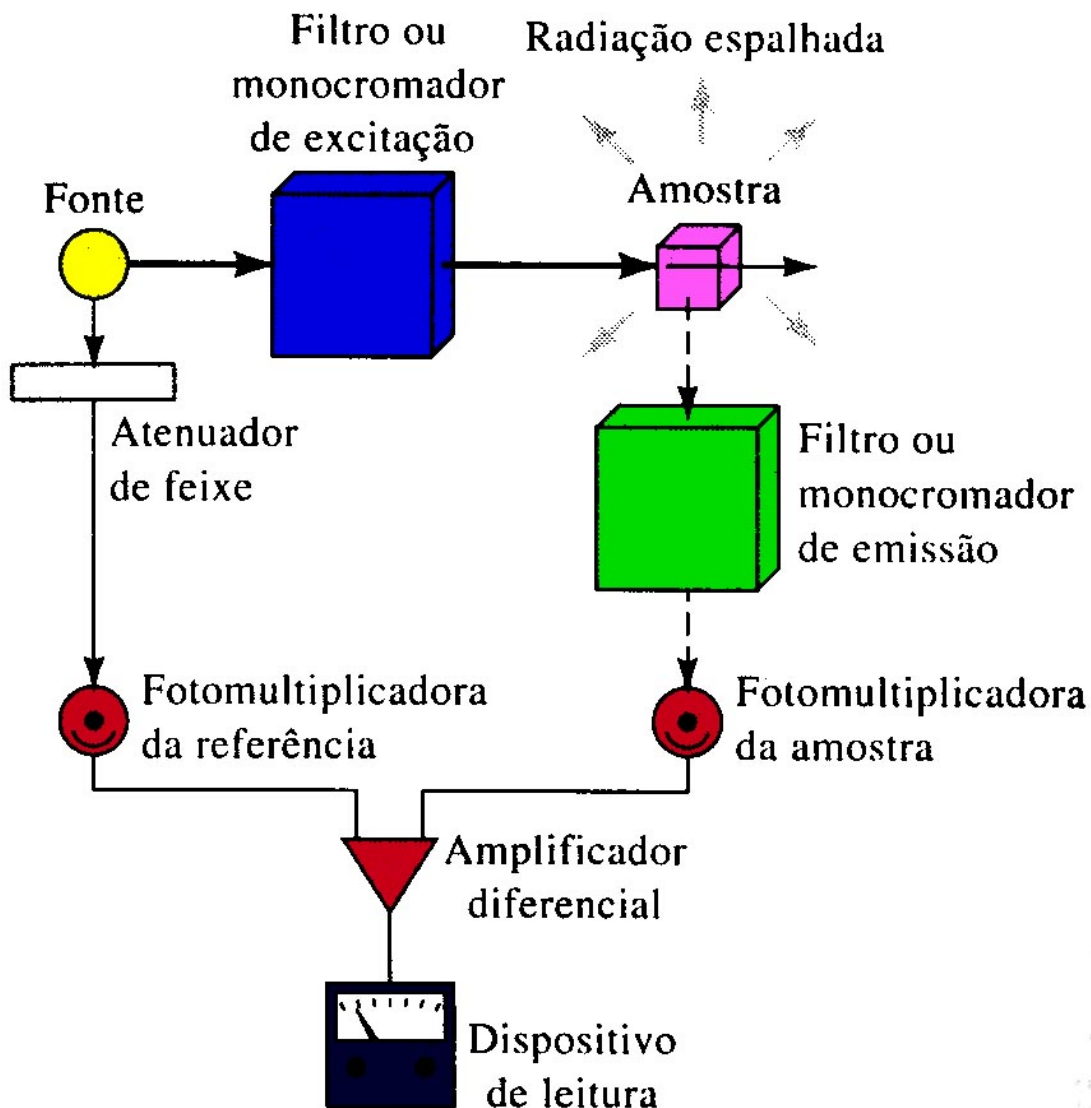 Filtro ou
monocromador
de excitação
Radiação espalhada
Fonte
Amostra
Atenuador
de feixe
Filtro ou
monocromador
de emissão
Fotomultiplicadora
da referência
Fotomultiplicadora
da amostra
Amplificador
diferencial
Dispositivo
de leitura